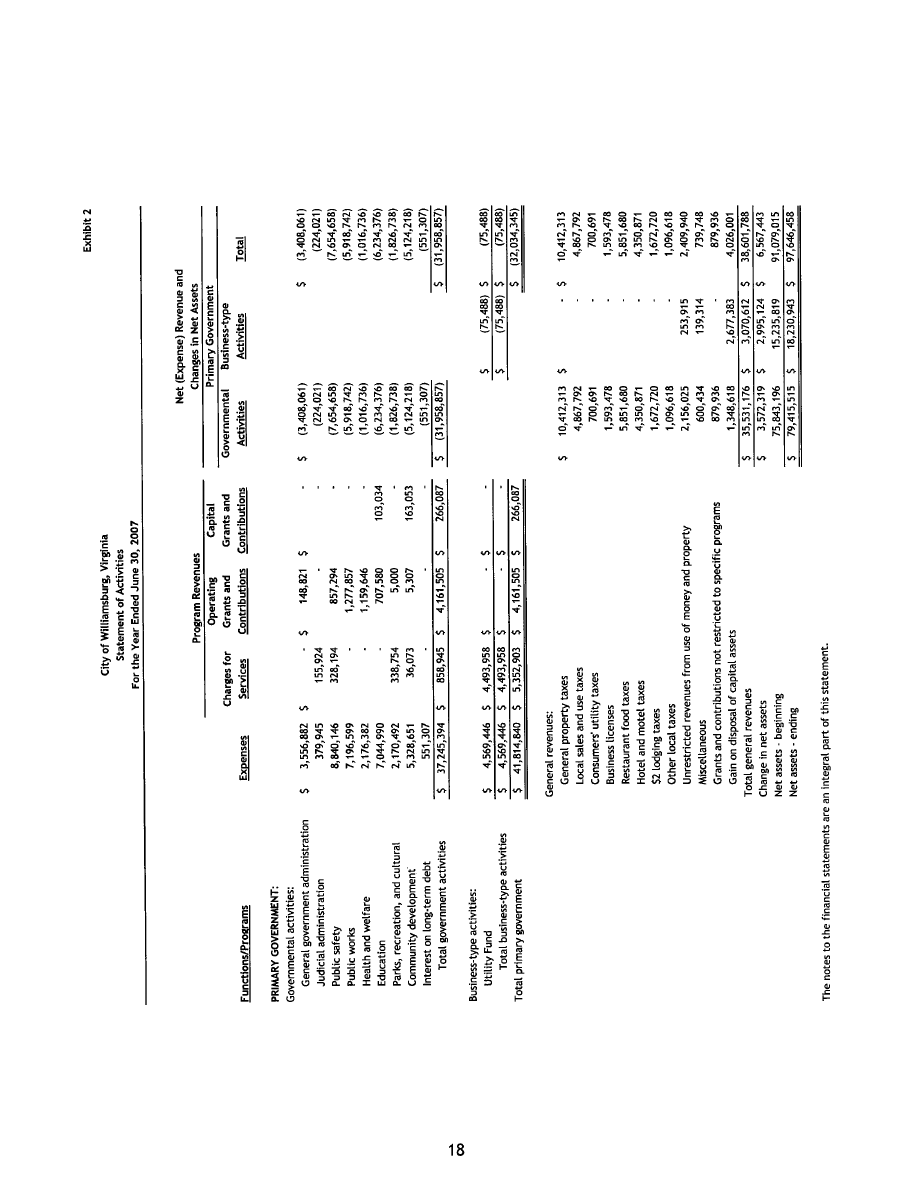 Exhibit 2
City of Williamsburg, Virginia
Statement of Activities
For the Year Ended June 30, 2007
Net (Expense) Revenue and
Changes in Net Assets
Program Revenues Primary Government
Operating Capital
Charges for Grants and Grants and Governmental Business-type
Functions/Programs Expenses Services Contributions Contributions Activities Activities Total
PRIMARY GOVERNMENT:
Governmental activities:
General government administration $ 3,556,882 $ - $ 148,821 $ - $ (3,408,061) $ (3,408,061)
Judicial administration 379,945 155,924 - - (224,021) (224,021)
Public safety 8,840,146 328,194 857,294 - (7,654,658) (7,654,658)
Public works 7,196,599 - 1,277,857 - (5,918,742) (5,918,742)
Health and welfare 2,176,382 - 1,159,646 - (1,016,736) (1,016,736)
Education 7,044,990 - 707,580 103,034 (6,234,376) (6,234,376)
Parks, recreation, and cultural 2,170,492 338,754 5,000 - (1,826,738) (1,826,738)
Community development 5,328,651 36,073 5,307 163,053 (5,124,218) (5,124,218)
Interest on long-term debt 551,307 - - - (551,307) (551,307)
Total government activities $ 37,245,394 $ 858,945 $ 4,161,505 $ 266,087 $ (31,958,857) $ (31,958,857)
Business-type activities:
Utility Fund $ 4,569,446 $ 4,493,958 $ - $ - $ (75,488) $ (75,488)
Total business-type activities $ 4,569,446 $ 4,493,958 $ - $ - $ (75,488) $ (75,488)
Total primary government $ 41,814,840 $ 5,352,903 $ 4,161,505 $ 266,087 $ (32,034,345)
General revenues:
General property taxes $ 10,412,313 $ - $ 10,412,313
Local sales and use taxes 4,867,792 - 4,867,792
Consumers' utility taxes 700,691 - 700,691
Business licenses 1,593,478 - 1,593,478
Restaurant food taxes 5,851,680 - 5,851,680
Hotel and motel taxes 4,350,871 - 4,350,871
$2 lodging taxes 1,672,720 - 1,672,720
Other local taxes 1,096,618 - 1,096,618
Unrestricted revenues from use of money and property 2,156,025 253,915 2,409,940
Miscellaneous 600,434 139,314 739,748
Grants and contributions not restricted to specific programs 879,936 - 879,936
Gain on disposal of capital assets 1,348,618 2,677,383 4,026,001
Total general revenues $ 35,531,176 $ 3,070,612 $ 38,601,788
Change in net assets $ 3,572,319 $ 2,995,124 $ 6,567,443
Net assets - beginning 75,843,196 15,235,819 91,079,015
Net assets - ending $ 79,415,515 $ 18,230,943 $ 97,646,458
The notes to the financial statements are an integral part of this statement.
18